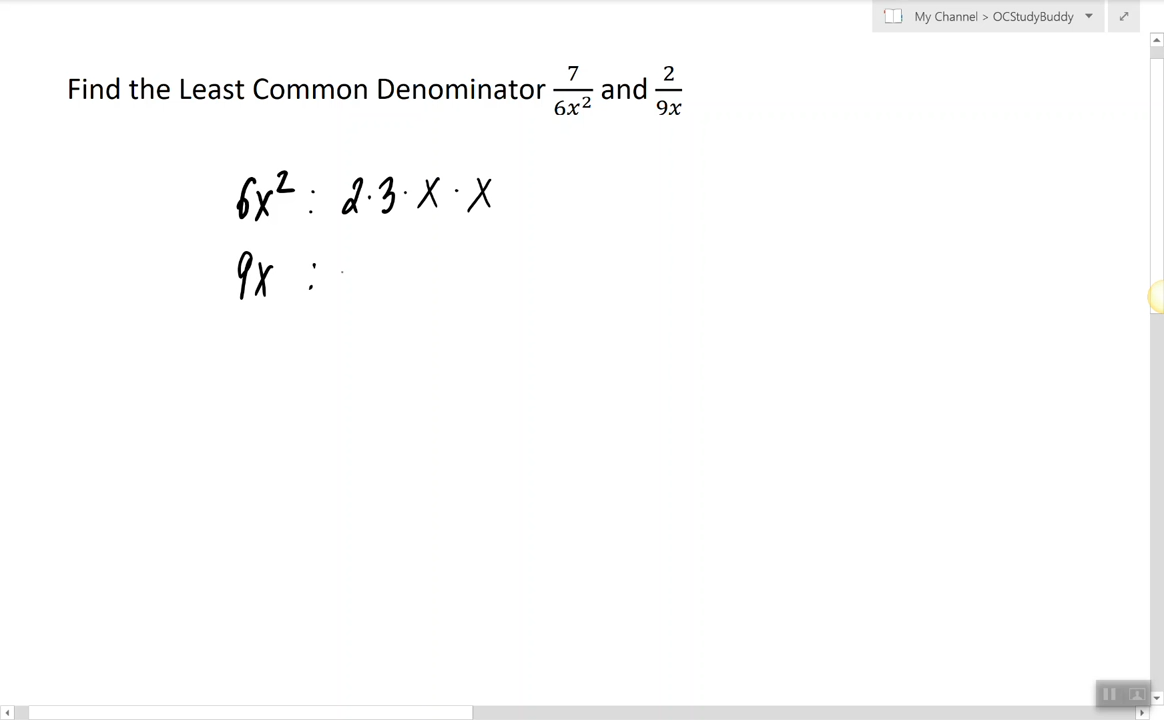 My Channel > OCStudyBuddy
Find the Least Common Denominator 7/6x² and 2/9x
6x² : 2·3·x·x
9x :